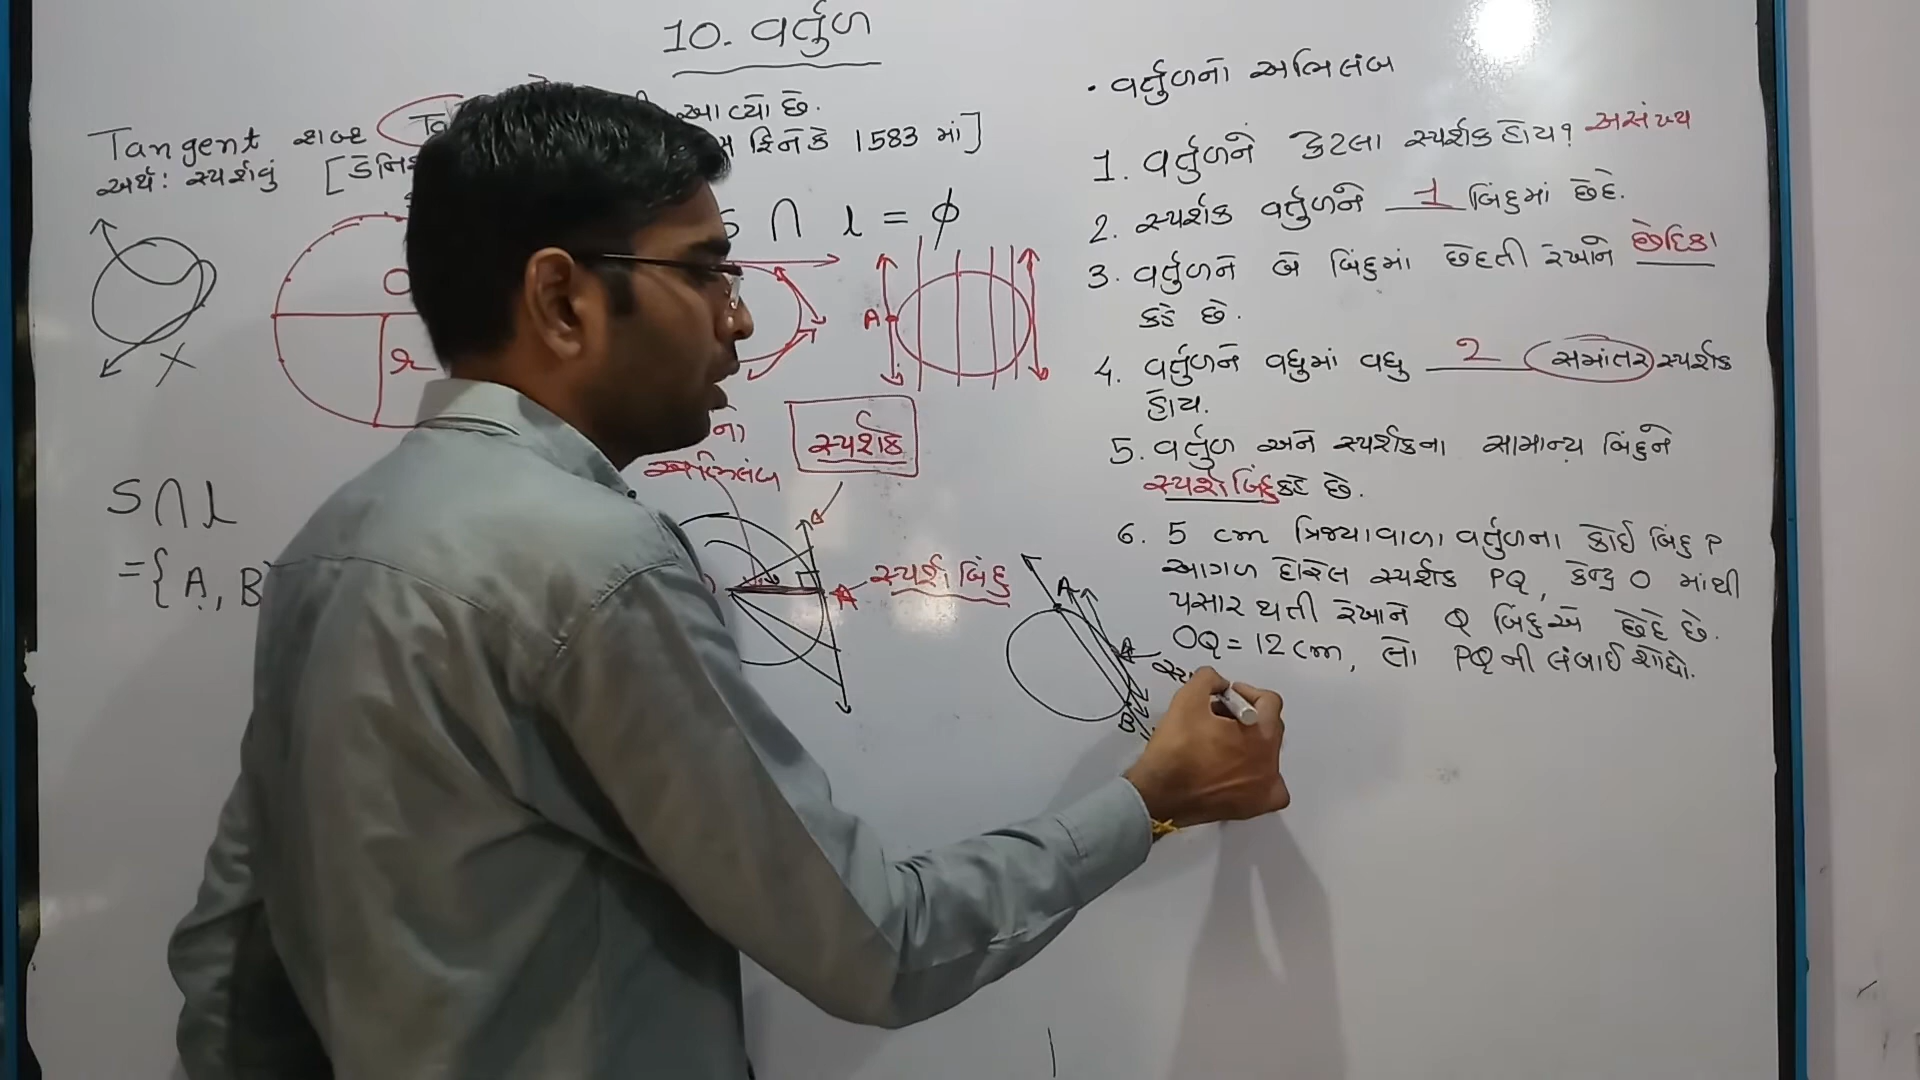 10. વર્તુળ
Tangent શબ્દ Ta આવ્યો છે.
અર્થ: સ્પર્શવું [ડેનિશ ફિનકે 1583 માં]
S ∩ l = ϕ
O
r
A
X
સ્પર્શક
અભિલંબ
S∩l
={A, B
B
A
સ્પર્શ બિંદુ
A
A
B
· વર્તુળનો અભિલંબ
1. વર્તુળને કેટલા સ્પર્શક હોય? અસંખ્ય
2. સ્પર્શક વર્તુળને 1 બિંદુમાં છેદે.
3. વર્તુળને બે બિંદુમાં છેદતી રેખાને છેદિકા
કહે છે.
4. વર્તુળને વધુમાં વધુ 2 સમાંતર સ્પર્શક
હોય.
5. વર્તુળ અને સ્પર્શકના સામાન્ય બિંદુને
સ્પર્શ બિંદુ કહે છે.
6. 5 cm ત્રિજ્યાવાળા વર્તુળના કોઈ બિંદુ P
આગળ દોરેલ સ્પર્શક PQ, કેન્દ્ર O માંથી
પસાર થતી રેખાને Q બિંદુએ છેદે છે.
OQ = 12 cm, તો PQ ની લંબાઈ શોધો.